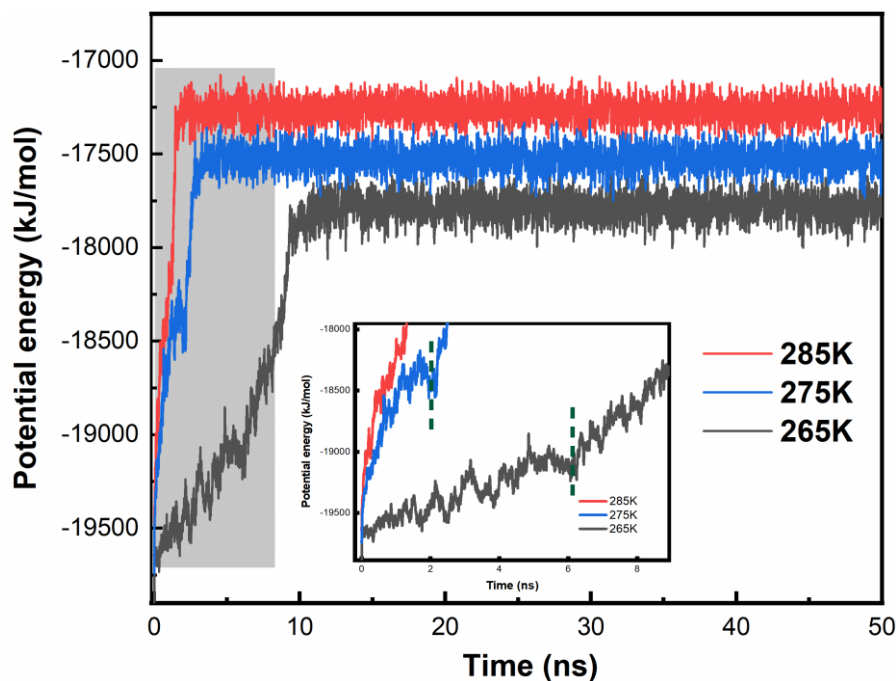 Potential energy (kJ/mol)
-17000
-17500
-18000
-18500
-19000
-19500
0
10
20
30
40
50
Time (ns)
285K
275K
265K
Potential energy (kJ/mol)
-18000
-18500
-19000
-19500
0
2
4
6
8
Time (ns)
285K
275K
265K